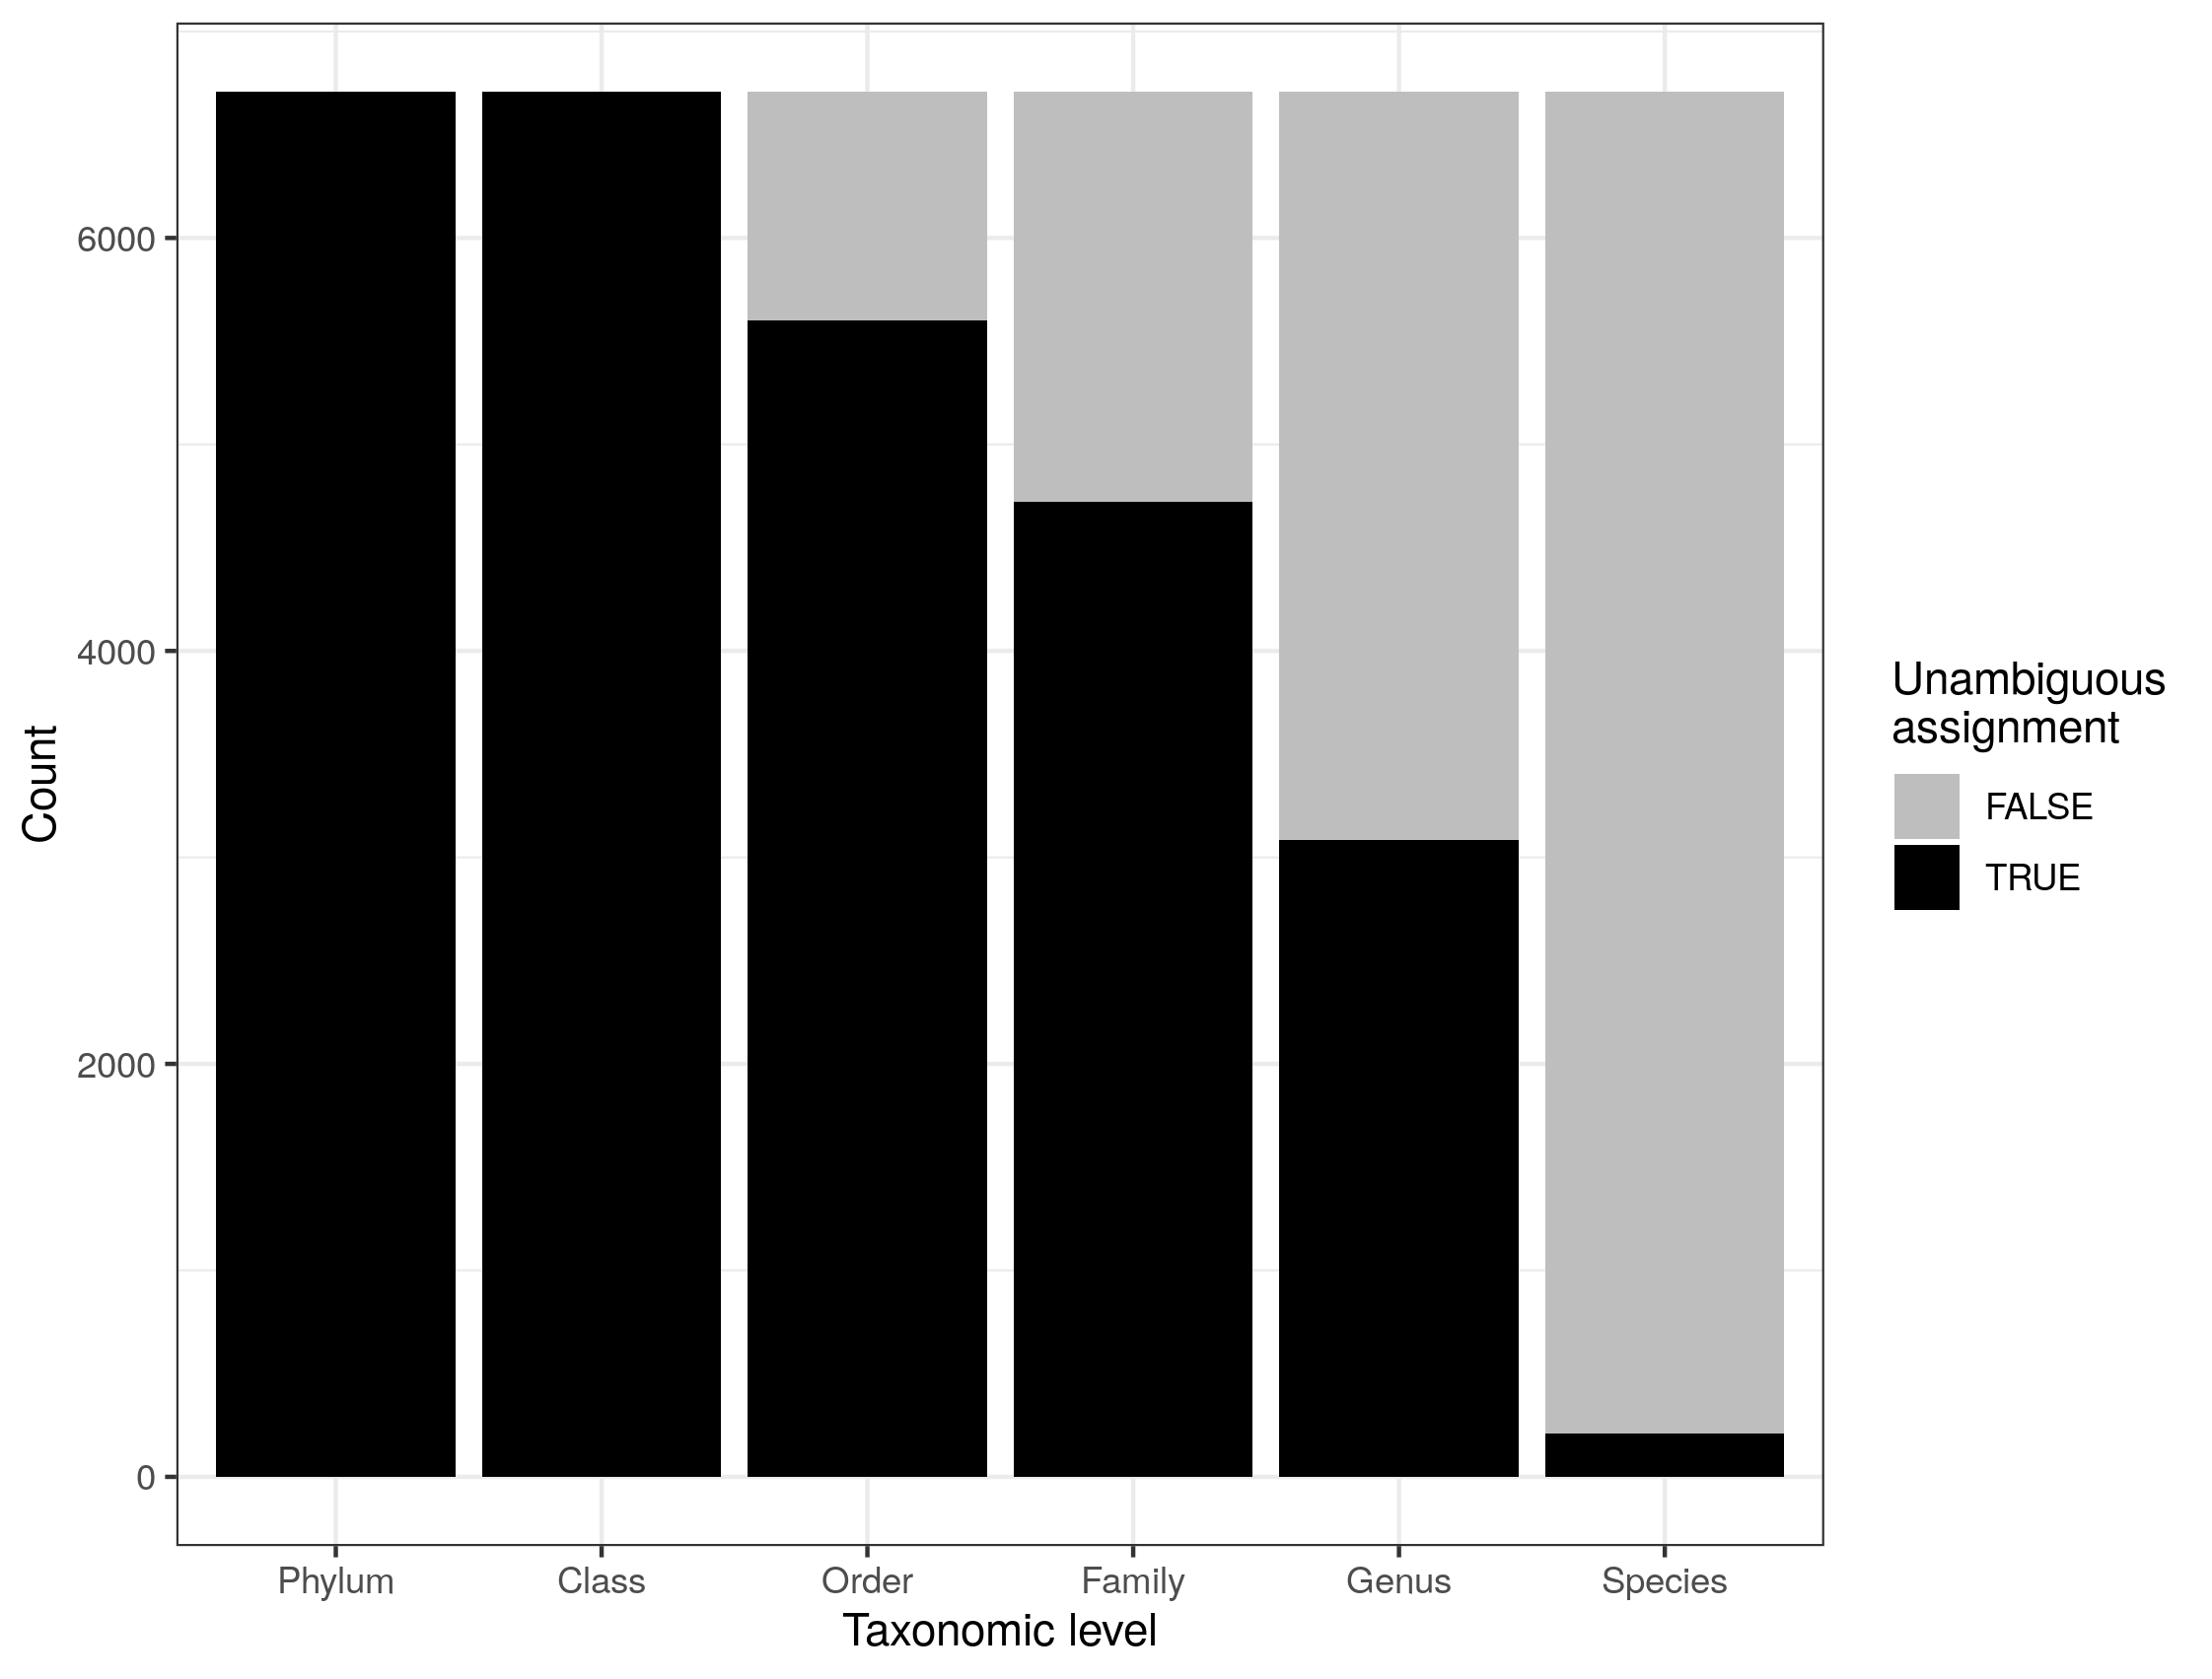 Count
6000
4000
2000
0
Phylum Class Order Family Genus Species
Taxonomic level
Unambiguous
assignment
FALSE
TRUE